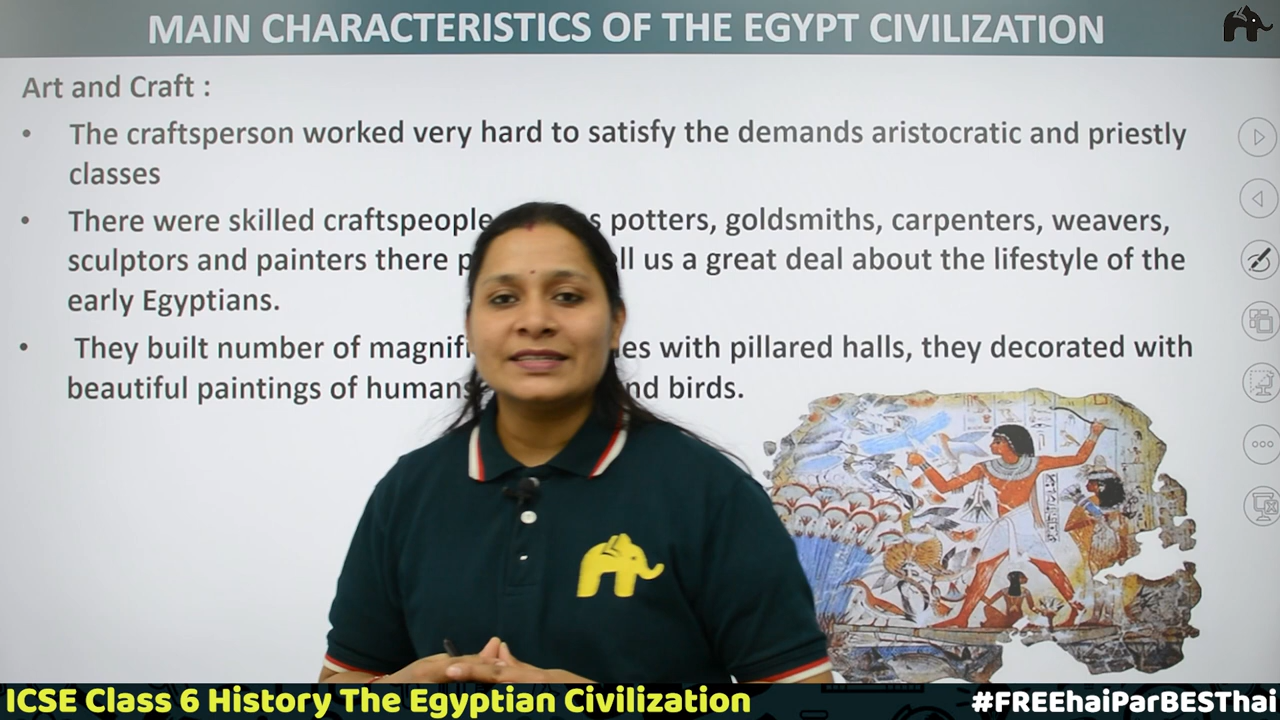 MAIN CHARACTERISTICS OF THE EGYPT CIVILIZATION
Art and Craft :
• The craftsperson worked very hard to satisfy the demands aristocratic and priestly
classes
• There were skilled craftspeople potters, goldsmiths, carpenters, weavers,
sculptors and painters there us a great deal about the lifestyle of the
early Egyptians.
• They built number of with pillared halls, they decorated with
beautiful paintings of humans and birds.
ICSE Class 6 History The Egyptian Civilization
#FREEhaiParBESThai